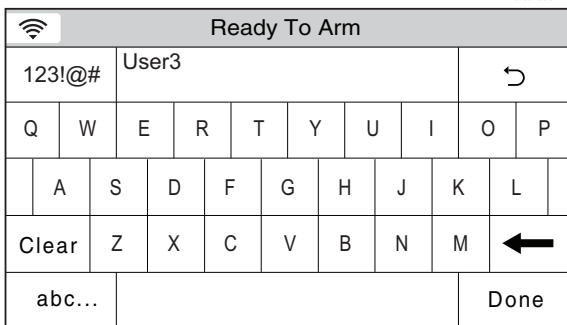 Ready To Arm
123!@# User3
Q W E R T Y U I O P
A S D F G H J K L
Clear Z X C V B N M
abc... Done